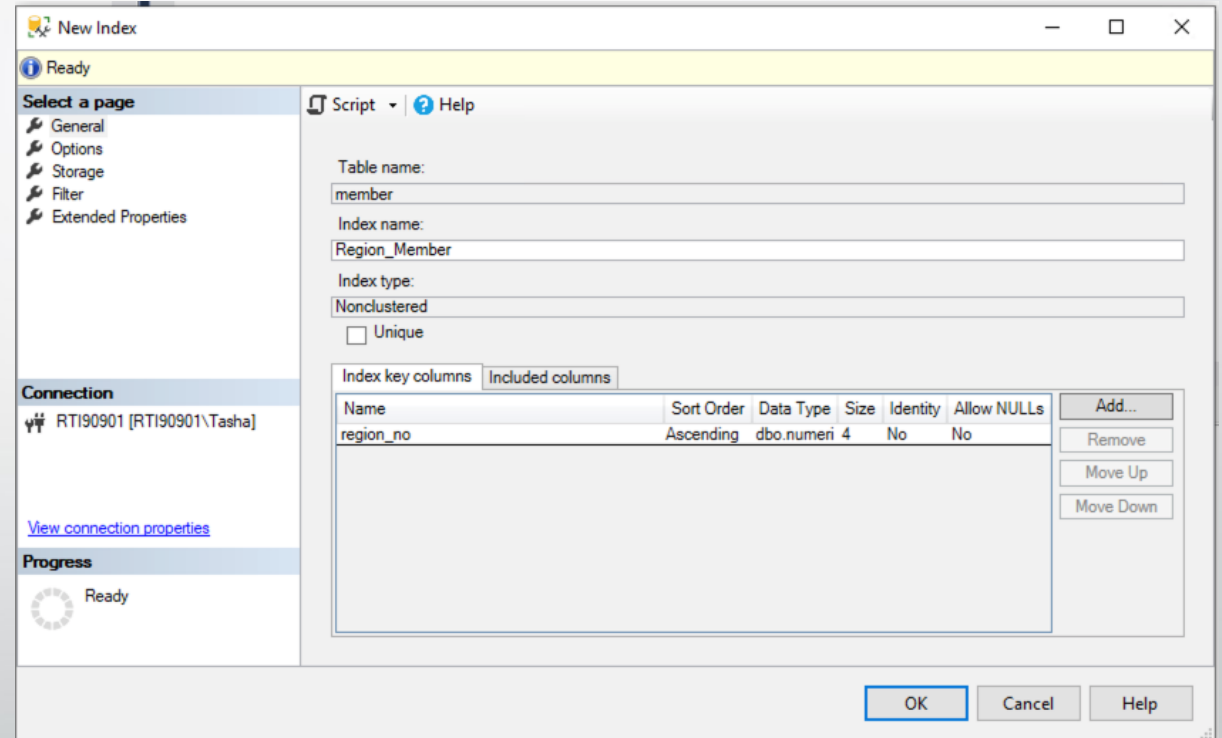 New Index
Ready
Select a page
General
Options
Storage
Filter
Extended Properties
Script Help
Table name:
member
Index name:
Region_Member
Index type:
Nonclustered
Unique
Index key columns Included columns
Name Sort Order Data Type Size Identity Allow NULLs
region_no Ascending dbo.numeri 4 No No
Add...
Remove
Move Up
Move Down
Connection
RTI90901 [RTI90901\Tasha]
View connection properties
Progress
Ready
OK Cancel Help